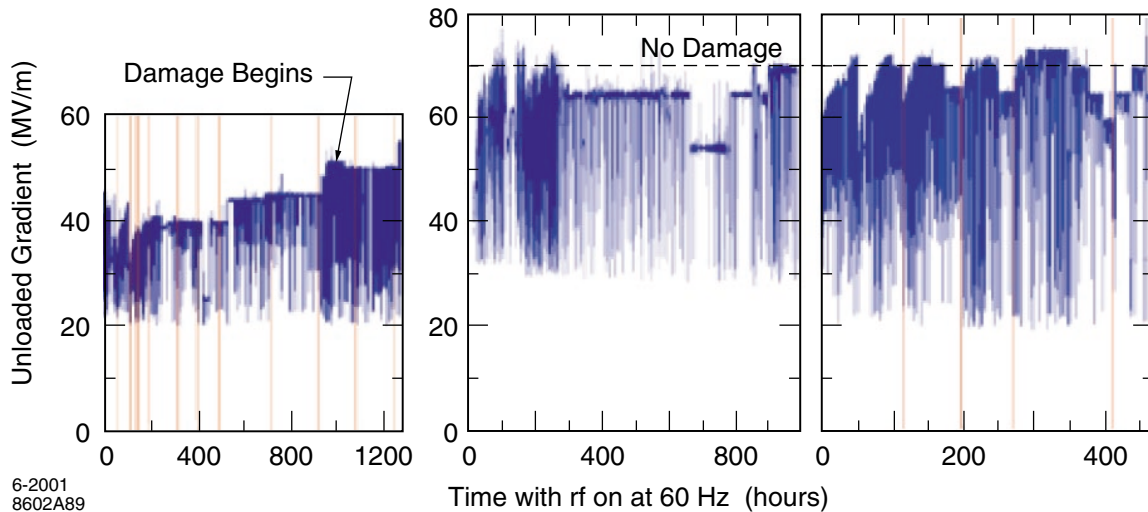 80
No Damage
Damage Begins
60
60
40
40
20
20
0
0
0 400 800 1200
0 400 800
0 200 400
Unloaded Gradient (MV/m)
Time with rf on at 60 Hz (hours)
6-2001
8602A89